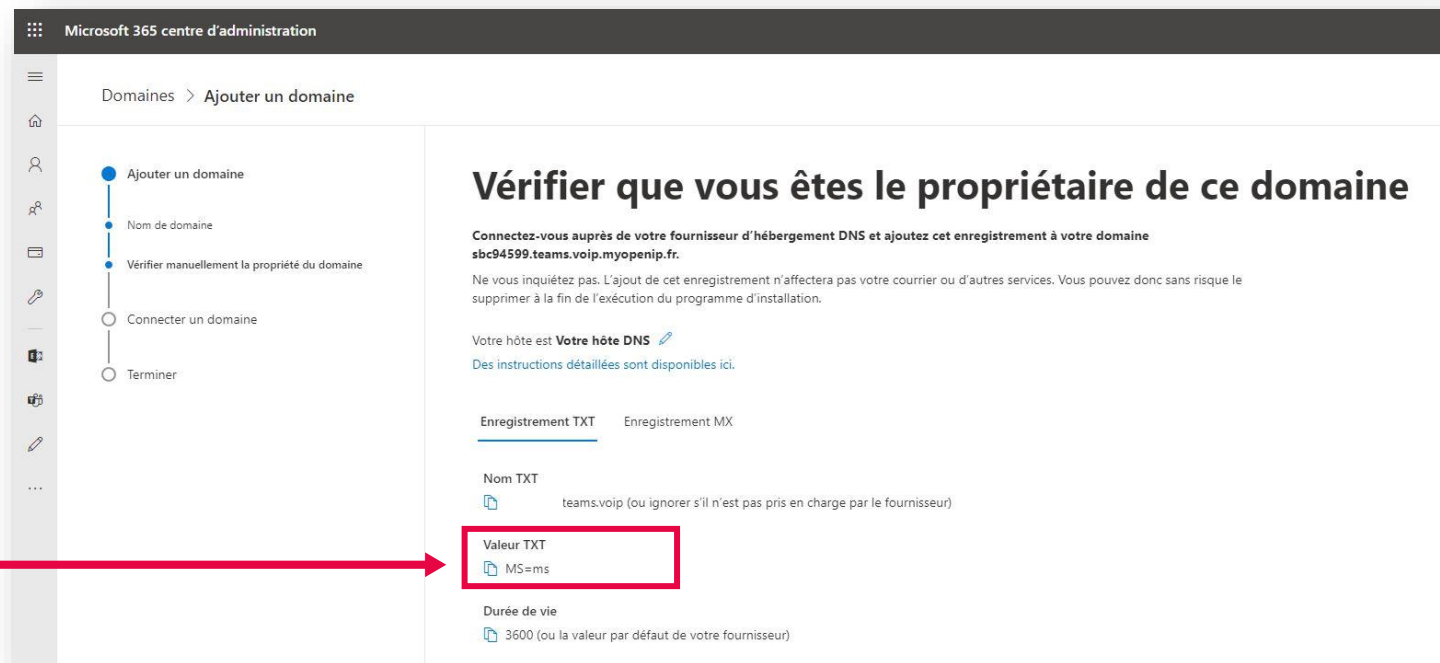 Microsoft 365 centre d'administration
Domaines > Ajouter un domaine
Ajouter un domaine
Nom de domaine
Vérifier manuellement la propriété du domaine
Connecter un domaine
Terminer
Vérifier que vous êtes le propriétaire de ce domaine
Connectez-vous auprès de votre fournisseur d'hébergement DNS et ajoutez cet enregistrement à votre domaine
sbc94599.teams.voip.myopenip.fr.
Ne vous inquiétez pas. L'ajout de cet enregistrement n'affectera pas votre courrier ou d'autres services. Vous pouvez donc sans risque le
supprimer à la fin de l'exécution du programme d'installation.
Votre hôte est Votre hôte DNS
Des instructions détaillées sont disponibles ici.
Enregistrement TXT Enregistrement MX
Nom TXT
teams.voip (ou ignorer s'il n'est pas pris en charge par le fournisseur)
Valeur TXT
MS=ms
Durée de vie
3600 (ou la valeur par défaut de votre fournisseur)